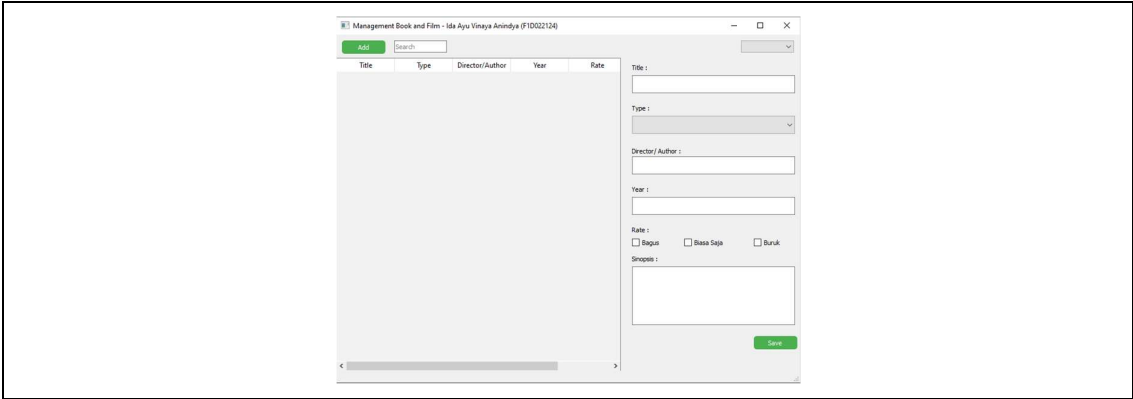 Management Book and Film - Ida Ayu Vinaya Anindya (F1D022124)
Add Search
Title Type Director/Author Year Rate
Title :
Type :
Director/ Author :
Year :
Rate :
Bagus Biasa Saja Buruk
Sinopsis :
Save